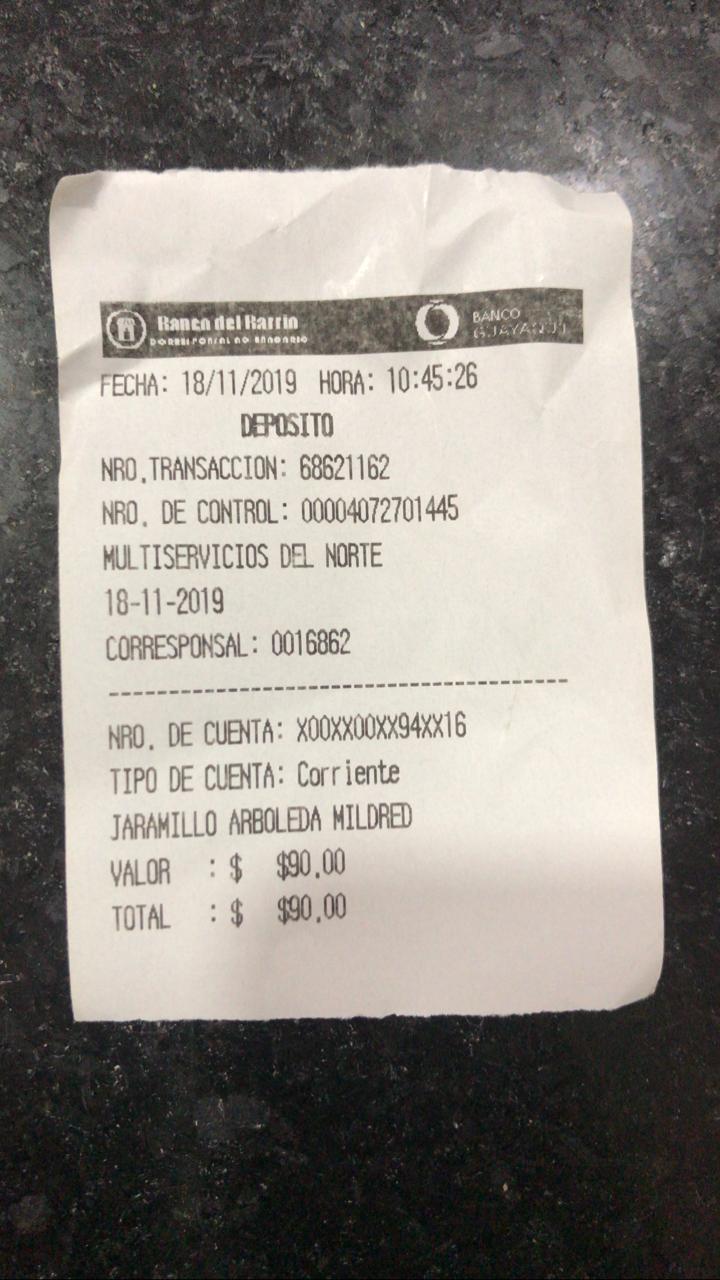 Banco del Barrio
CORRESPONSAL NO BANCARIO
BANCO
GUAYAQUIL
FECHA: 18/11/2019 HORA: 10:45:26
DEPOSITO
NRO.TRANSACCION: 68621162
NRO. DE CONTROL: 00004072701445
MULTISERVICIOS DEL NORTE
18-11-2019
CORRESPONSAL: 0016862
--------------------------------------------------
NRO. DE CUENTA: X00XX00XX94XX16
TIPO DE CUENTA: Corriente
JARAMILLO ARBOLEDA MILDRED
VALOR : $ $90.00
TOTAL : $ $90.00